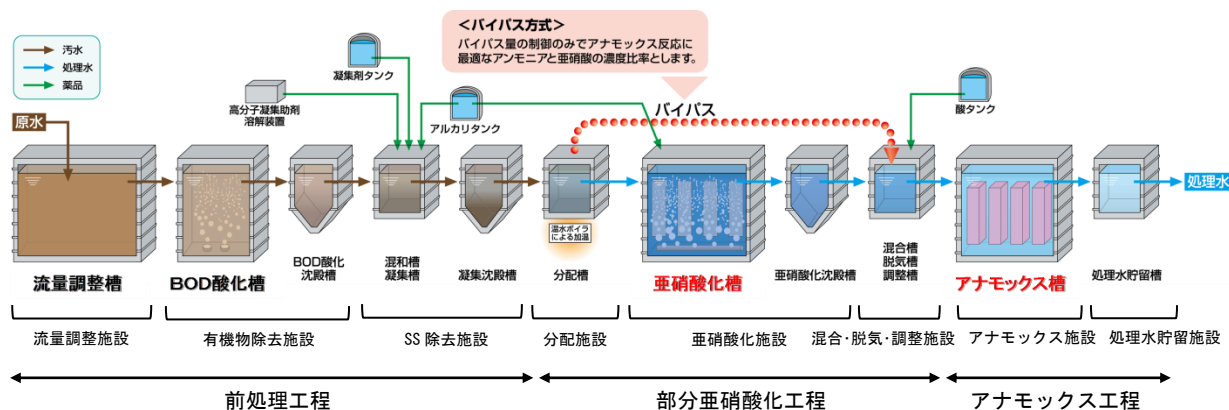 汚水
処理水
薬品
<バイパス方式>
バイパス量の制御のみでアナモックス反応に
最適なアンモニアと亜硝酸の濃度比率とします。
凝集剤タンク
高分子凝集助剤
溶解装置
アルカリタンク
バイパス
酸タンク
原水
処理水
温水ボイラ
による加温
流量調整槽
BOD酸化槽
BOD酸化
沈殿槽
混和槽
凝集槽
凝集沈殿槽
分配槽
亜硝酸化槽
亜硝酸化沈殿槽
混合槽
脱気槽
調整槽
アナモックス槽
処理水貯留槽
流量調整施設
有機物除去施設
SS 除去施設
分配施設
亜硝酸化施設
混合・脱気・調整施設
アナモックス施設
処理水貯留施設
前処理工程
部分亜硝酸化工程
アナモックス工程